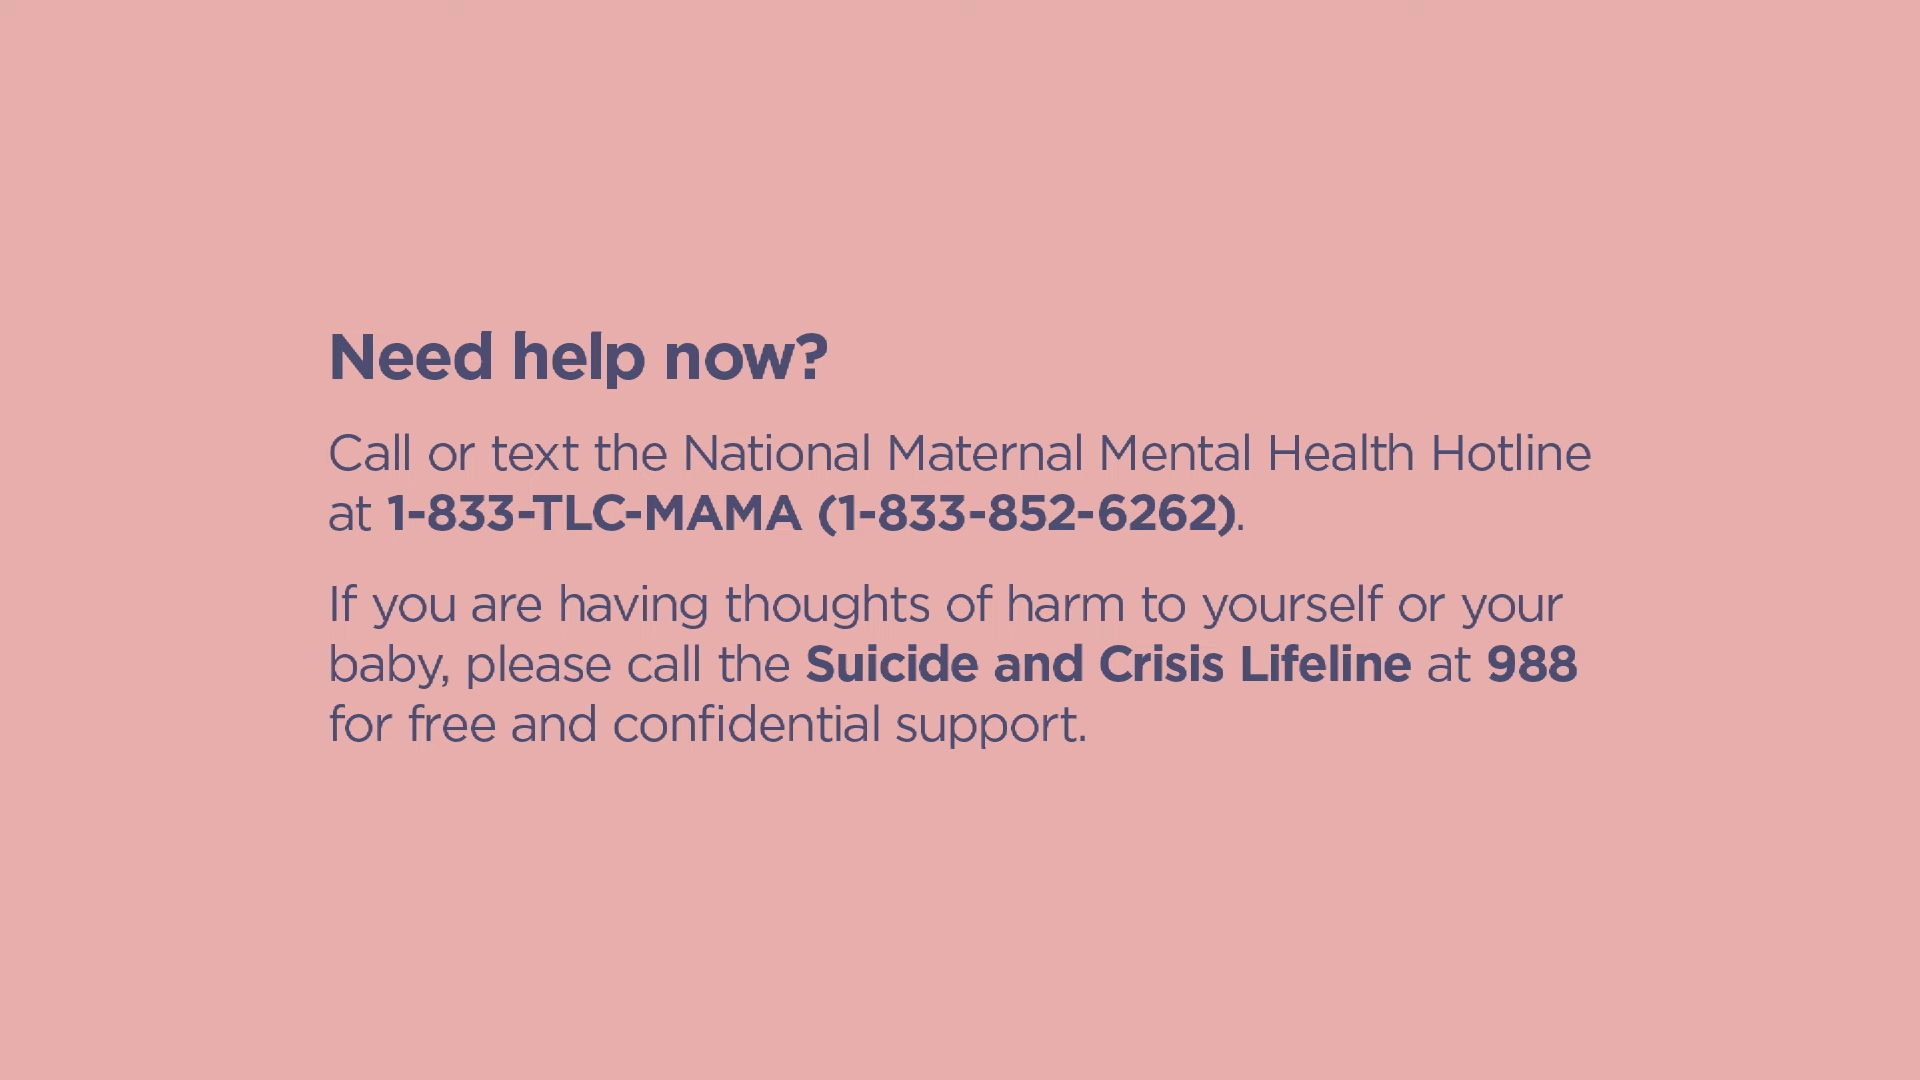 Need help now?
Call or text the National Maternal Mental Health Hotline
at 1-833-TLC-MAMA (1-833-852-6262).
If you are having thoughts of harm to yourself or your
baby, please call the Suicide and Crisis Lifeline at 988
for free and confidential support.